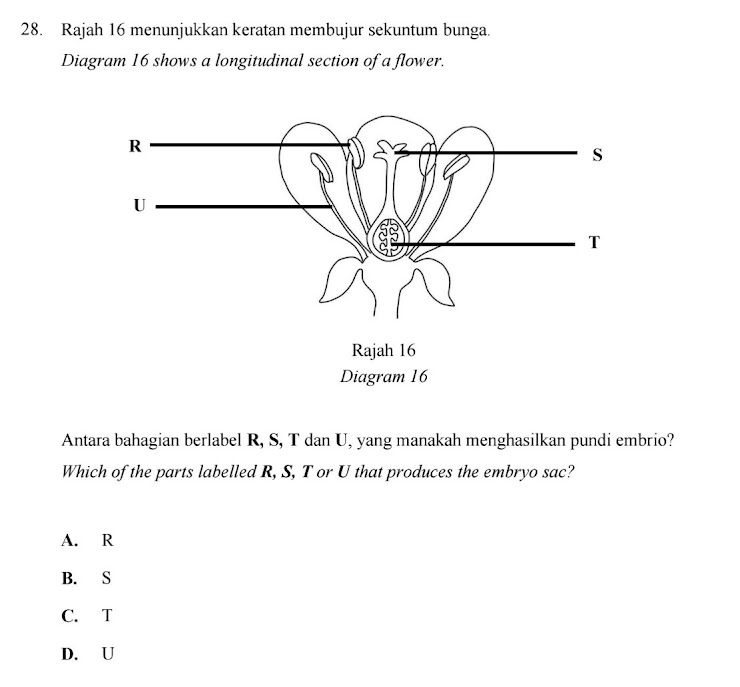 28. Rajah 16 menunjukkan keratan membujur sekuntum bunga.
Diagram 16 shows a longitudinal section of a flower.
R
S
U
T
Rajah 16
Diagram 16
Antara bahagian berlabel R, S, T dan U, yang manakah menghasilkan pundi embrio?
Which of the parts labelled R, S, T or U that produces the embryo sac?
A. R
B. S
C. T
D. U